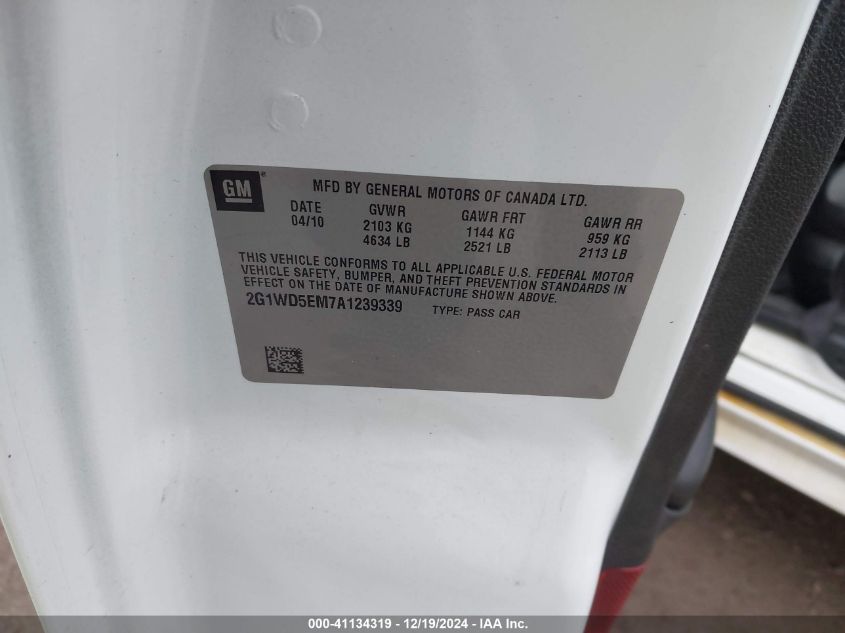 GM
MFD BY GENERAL MOTORS OF CANADA LTD.
DATE GVWR GAWR FRT GAWR RR
04/10 2103 KG 1144 KG 959 KG
4634 LB 2521 LB 2113 LB
THIS VEHICLE CONFORMS TO ALL APPLICABLE U.S. FEDERAL MOTOR
VEHICLE SAFETY, BUMPER, AND THEFT PREVENTION STANDARDS IN
EFFECT ON THE DATE OF MANUFACTURE SHOWN ABOVE.
2G1WD5EM7A1239339 TYPE: PASS CAR
000-41134319 - 12/19/2024 - IAA Inc.